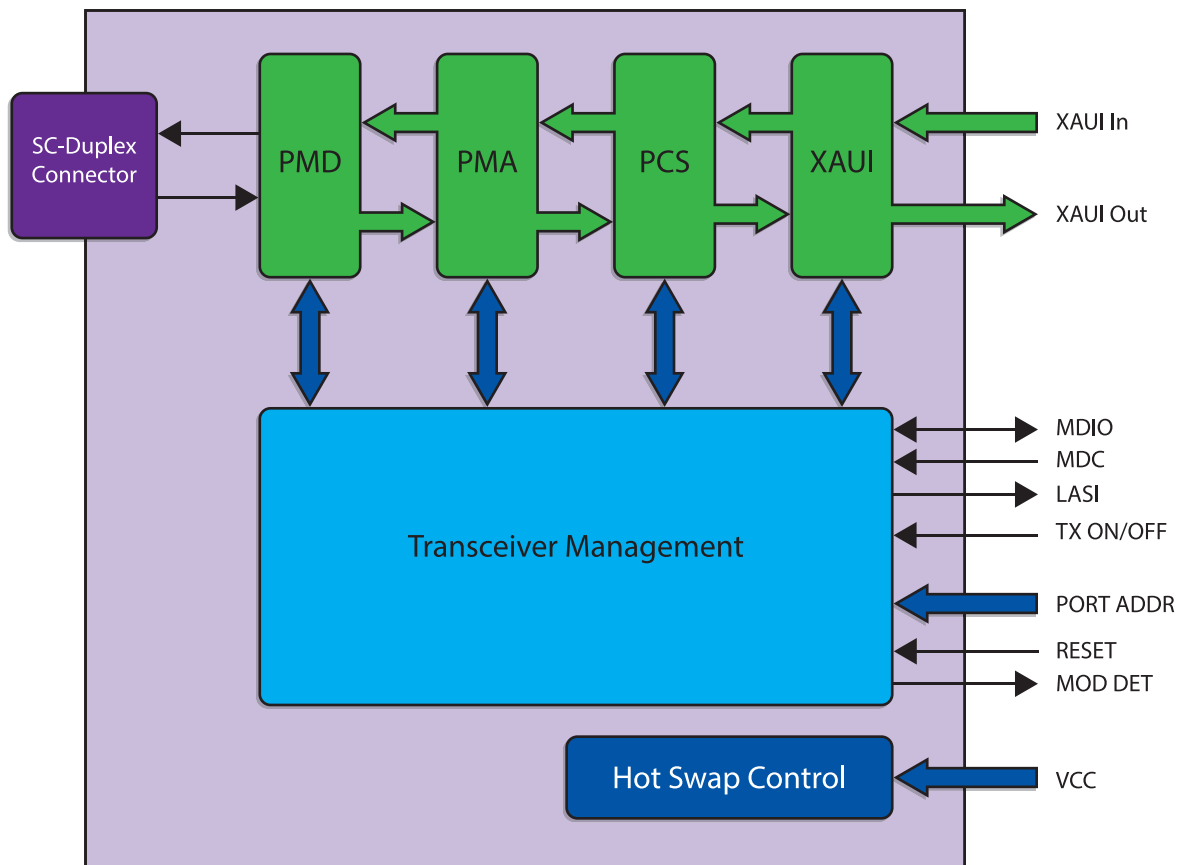 SC-Duplex
Connector
PMD
PMA
PCS
XAUI
XAUI In
XAUI Out
Transceiver Management
MDIO
MDC
LASI
TX ON/OFF
PORT ADDR
RESET
MOD DET
Hot Swap Control
VCC